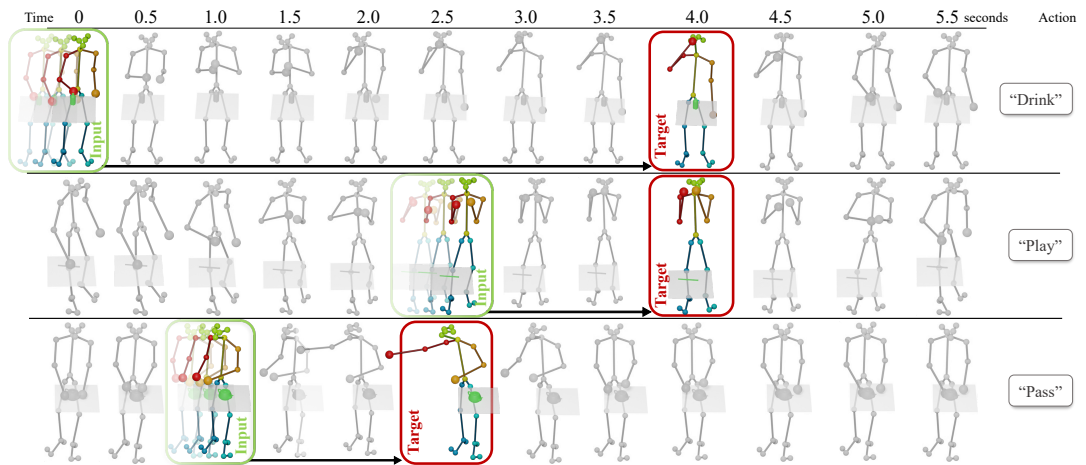 Time 0 0.5 1.0 1.5 2.0 2.5 3.0 3.5 4.0 4.5 5.0 5.5 seconds Action
Input
Target
“Drink”
Input
Target
“Play”
Input
Target
“Pass”